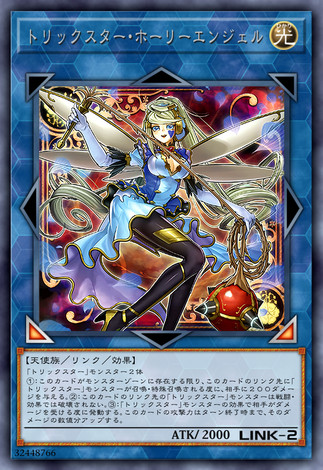 トリックスター・ホーリーエンジェル
光
【天使族／リンク／効果】
「トリックスター」モンスター２体
①：このカードがモンスターゾーンに存在する限り、このカードのリンク先に「
トリックスター」モンスターが召喚・特殊召喚される度に、相手に２００ダメー
ジを与える。②：このカードのリンク先の「トリックスター」モンスターは戦闘・
効果では破壊されない。③：「トリックスター」モンスターの効果で相手がダメ
ージを受ける度に発動する。このカードの攻撃力はターン終了時まで、そのダ
メージの数値分アップする。
ATK/ 2000 LINK-2
32448766